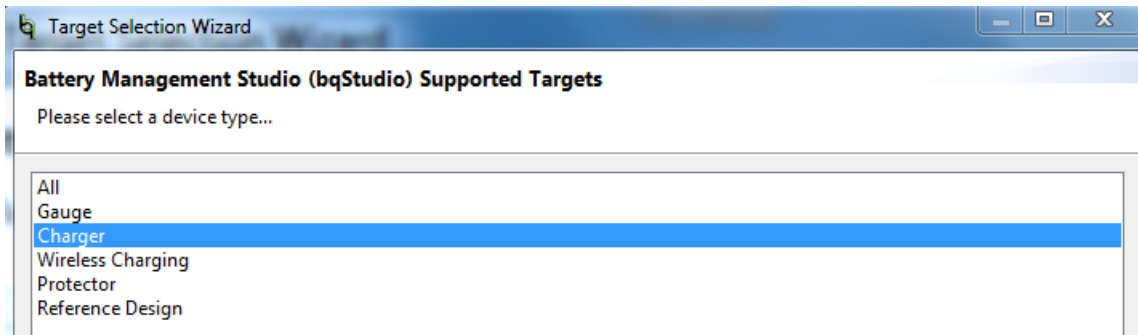 Target Selection Wizard
Battery Management Studio (bqStudio) Supported Targets
Please select a device type...
All
Gauge
Charger
Wireless Charging
Protector
Reference Design